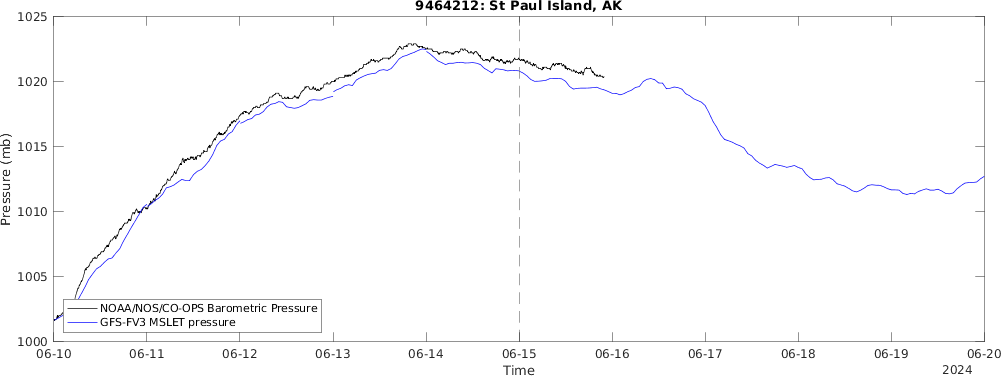 9464212: St Paul Island, AK
1025
1020
1015
1010
1005
1000
Pressure (mb)
NOAA/NOS/CO-OPS Barometric Pressure
GFS-FV3 MSLET pressure
06-10 06-11 06-12 06-13 06-14 06-15 06-16 06-17 06-18 06-19 06-20
Time
2024